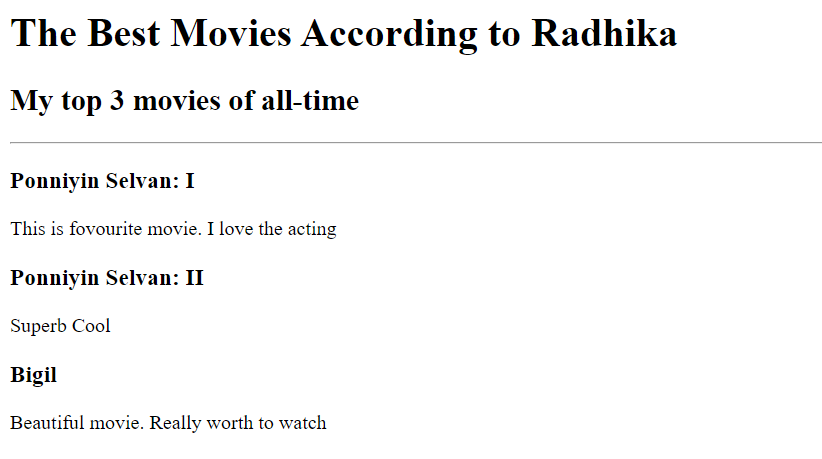 The Best Movies According to Radhika
My top 3 movies of all-time
Ponniyin Selvan: I
This is fovourite movie. I love the acting
Ponniyin Selvan: II
Superb Cool
Bigil
Beautiful movie. Really worth to watch